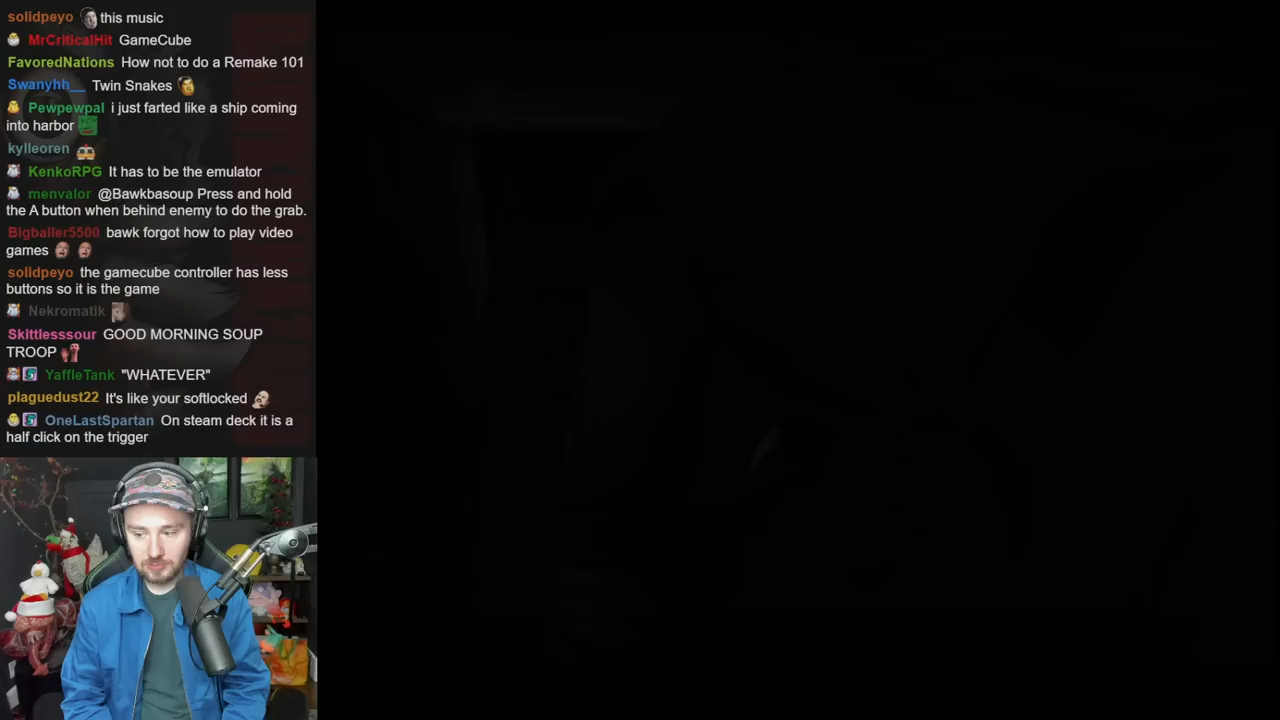 solidpeyo this music
MrCriticalHit GameCube
FavoredNations How not to do a Remake 101
Swanyhh__ Twin Snakes
Pewpewpal i just farted like a ship coming
into harbor
kylleoren
KenkoRPG It has to be the emulator
menvalor @Bawkbasoup Press and hold
the A button when behind enemy to do the grab.
Bigballer5500 bawk forgot how to play video
games
solidpeyo the gamecube controller has less
buttons so it is the game
Nekromatik
Skittlesssour GOOD MORNING SOUP
TROOP
YaffleTank "WHATEVER"
plaguedust22 It's like your softlocked
OneLastSpartan On steam deck it is a
half click on the trigger